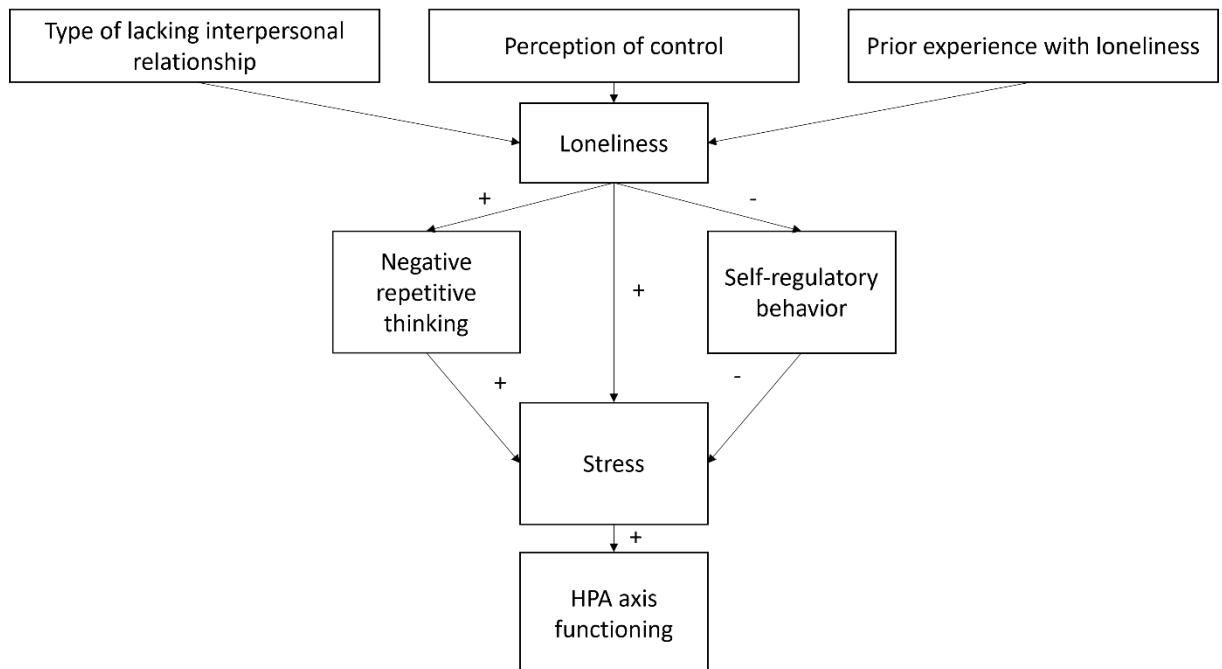 Type of lacking interpersonal
relationship
Perception of control
Prior experience with loneliness
Loneliness
+
-
Negative
repetitive
thinking
+
Self-regulatory
behavior
+
-
Stress
+
HPA axis
functioning